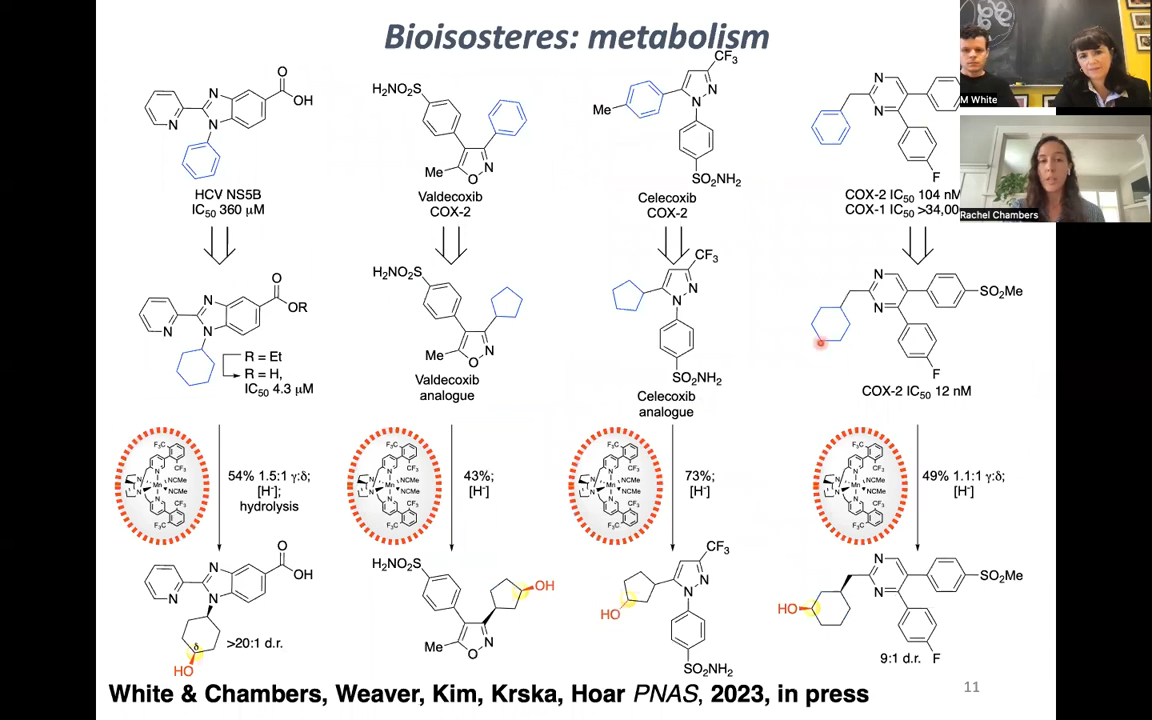 Bioisosteres: metabolism
M White
Rachel Chambers
HCV NS5B
IC50 360 μM
Valdecoxib
COX-2
Celecoxib
COX-2
COX-2 IC50 104 nM
COX-1 IC50 >34,00
R = Et
R = H,
IC50 4.3 μM
Valdecoxib
analogue
Celecoxib
analogue
COX-2 IC50 12 nM
54% 1.5:1 γ:δ;
[H-];
hydrolysis
43%;
[H-]
73%;
[H-]
49% 1.1:1 γ:δ;
[H-]
>20:1 d.r.
9:1 d.r.
White & Chambers, Weaver, Kim, Krska, Hoar PNAS, 2023, in press
11